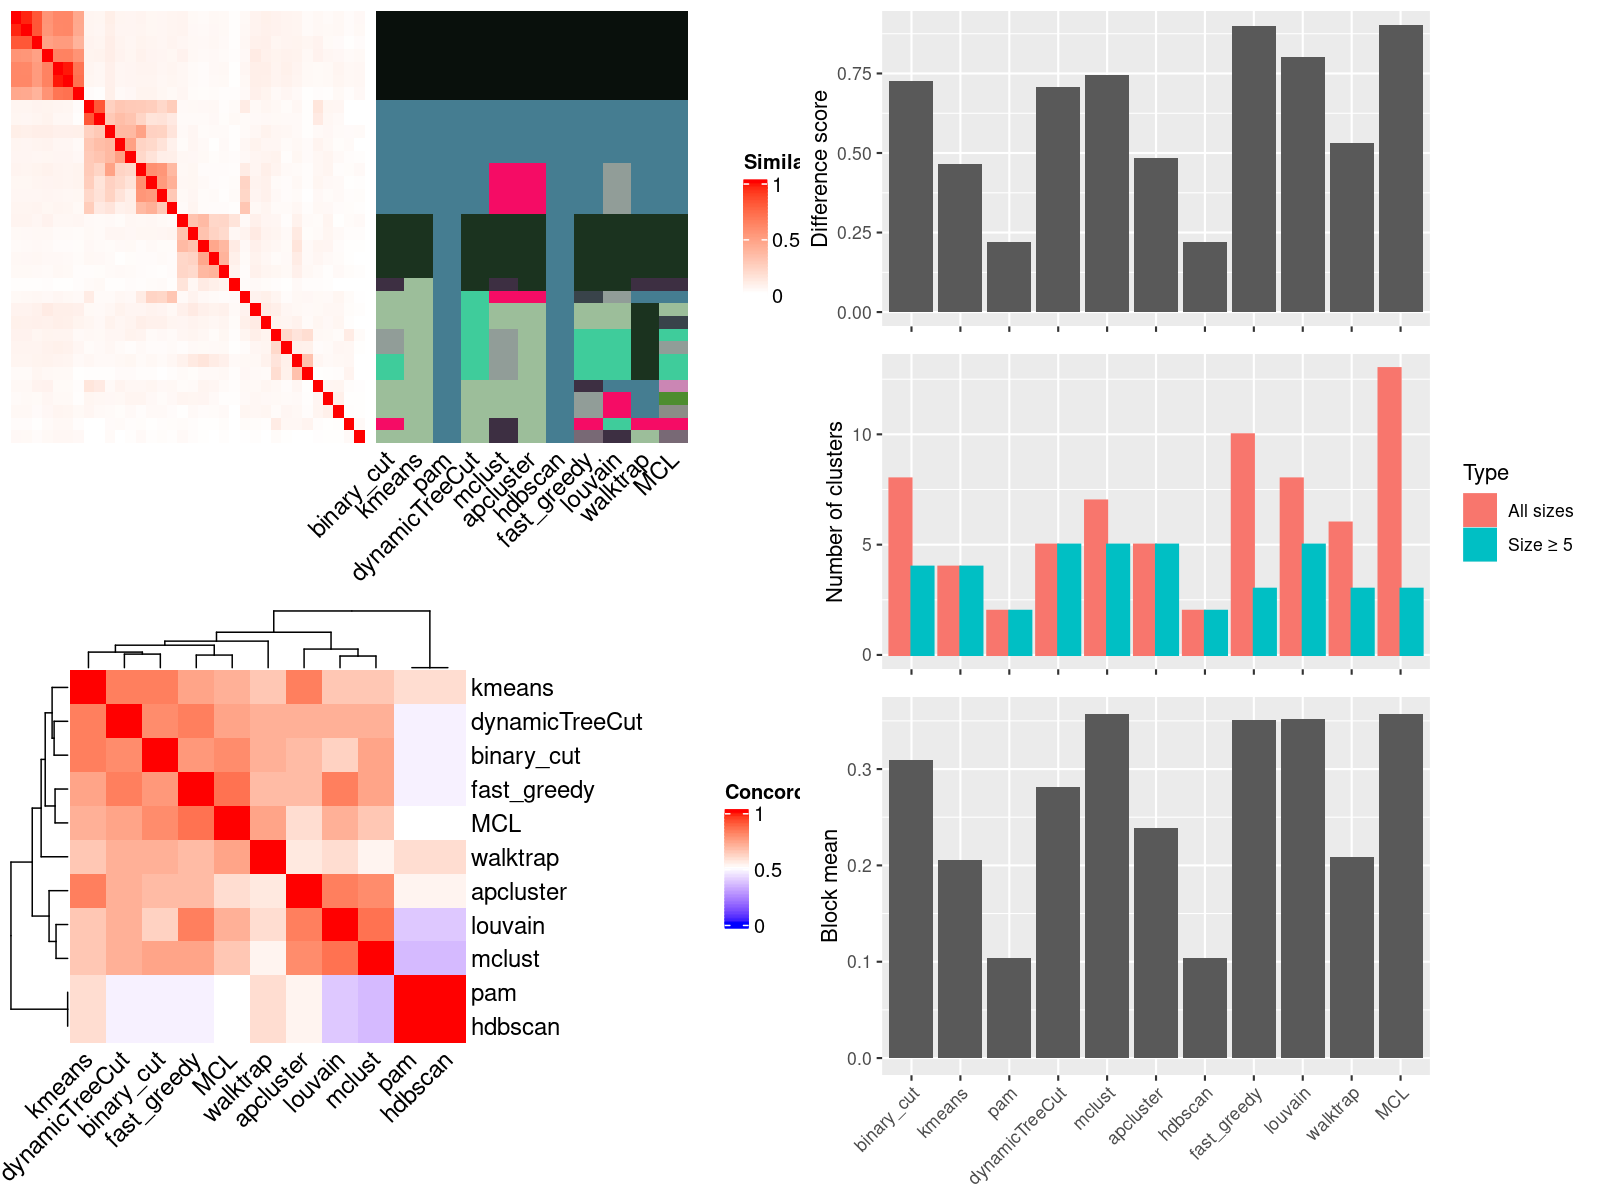 Simila
1
0.5
0
binary_cut
kmeans
pam
dynamicTreeCut
mclust
apcluster
hdbscan
fast_greedy
louvain
walktrap
MCL
kmeans
dynamicTreeCut
binary_cut
fast_greedy
MCL
walktrap
apcluster
louvain
mclust
pam
hdbscan
kmeans
dynamicTreeCut
binary_cut
fast_greedy
MCL
walktrap
apcluster
louvain
mclust
pam
hdbscan
Concord
1
0.5
0
Difference score
0.75
0.50
0.25
0.00
Number of clusters
10
5
0
Type
All sizes
Size ≥ 5
Block mean
0.3
0.2
0.1
0.0
binary_cut
kmeans
pam
dynamicTreeCut
mclust
apcluster
hdbscan
fast_greedy
louvain
walktrap
MCL